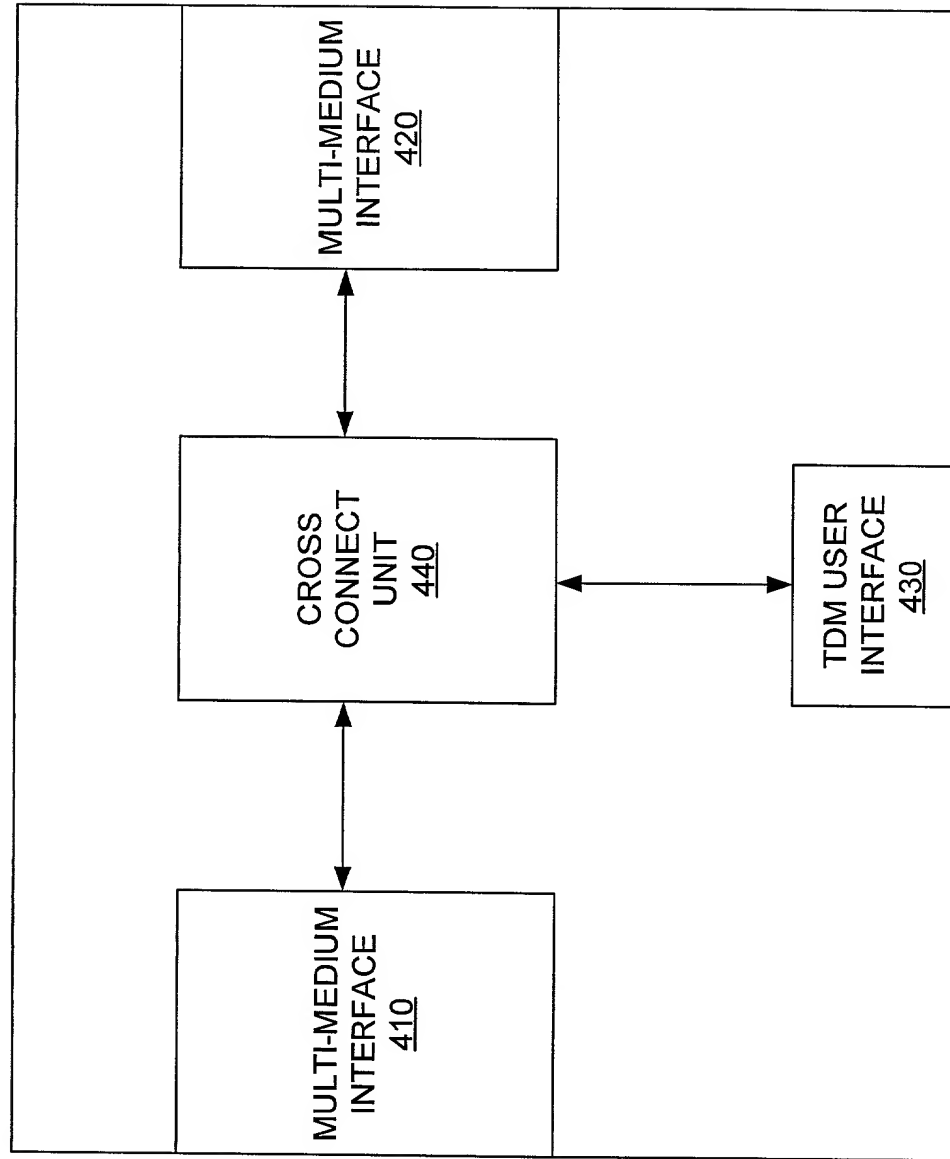 MULTI-MEDIUM
INTERFACE
410
CROSS
CONNECT
UNIT
440
MULTI-MEDIUM
INTERFACE
420
TDM USER
INTERFACE
430